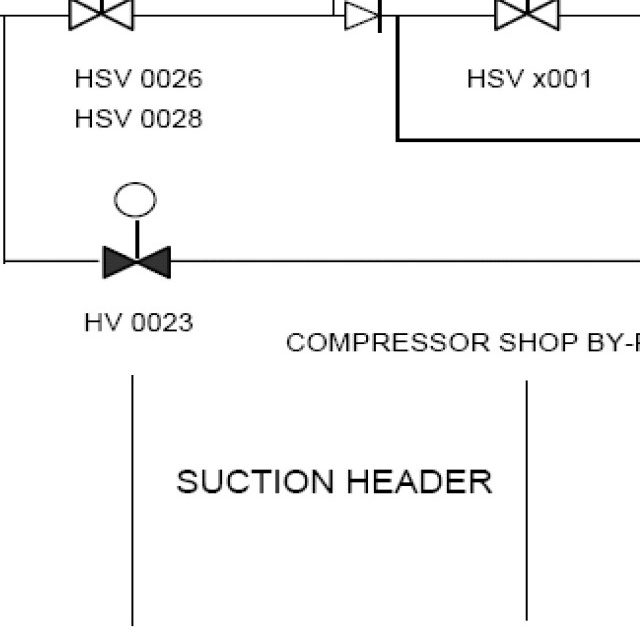 HSV 0026
HSV x001
HSV 0028
HV 0023
COMPRESSOR SHOP BY-
SUCTION HEADER